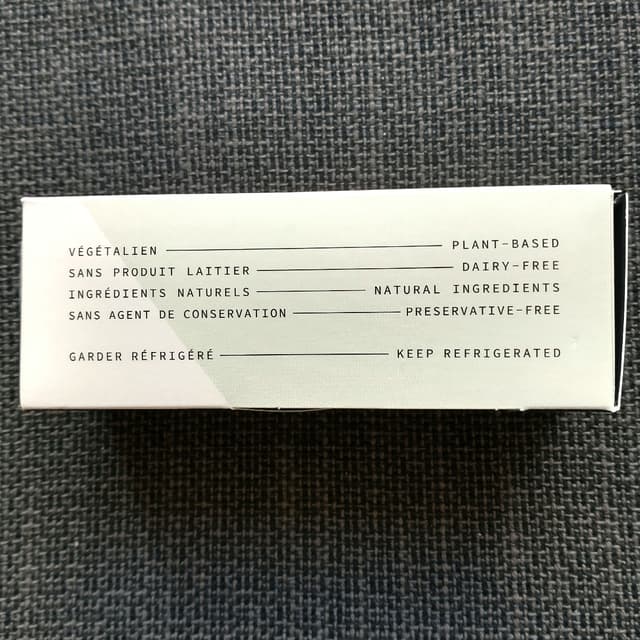 VÉGÉTALIEN PLANT-BASED
SANS PRODUIT LAITIER DAIRY-FREE
INGRÉDIENTS NATURELS NATURAL INGREDIENTS
SANS AGENT DE CONSERVATION PRESERVATIVE-FREE
GARDER RÉFRIGÉRÉ KEEP REFRIGERATED